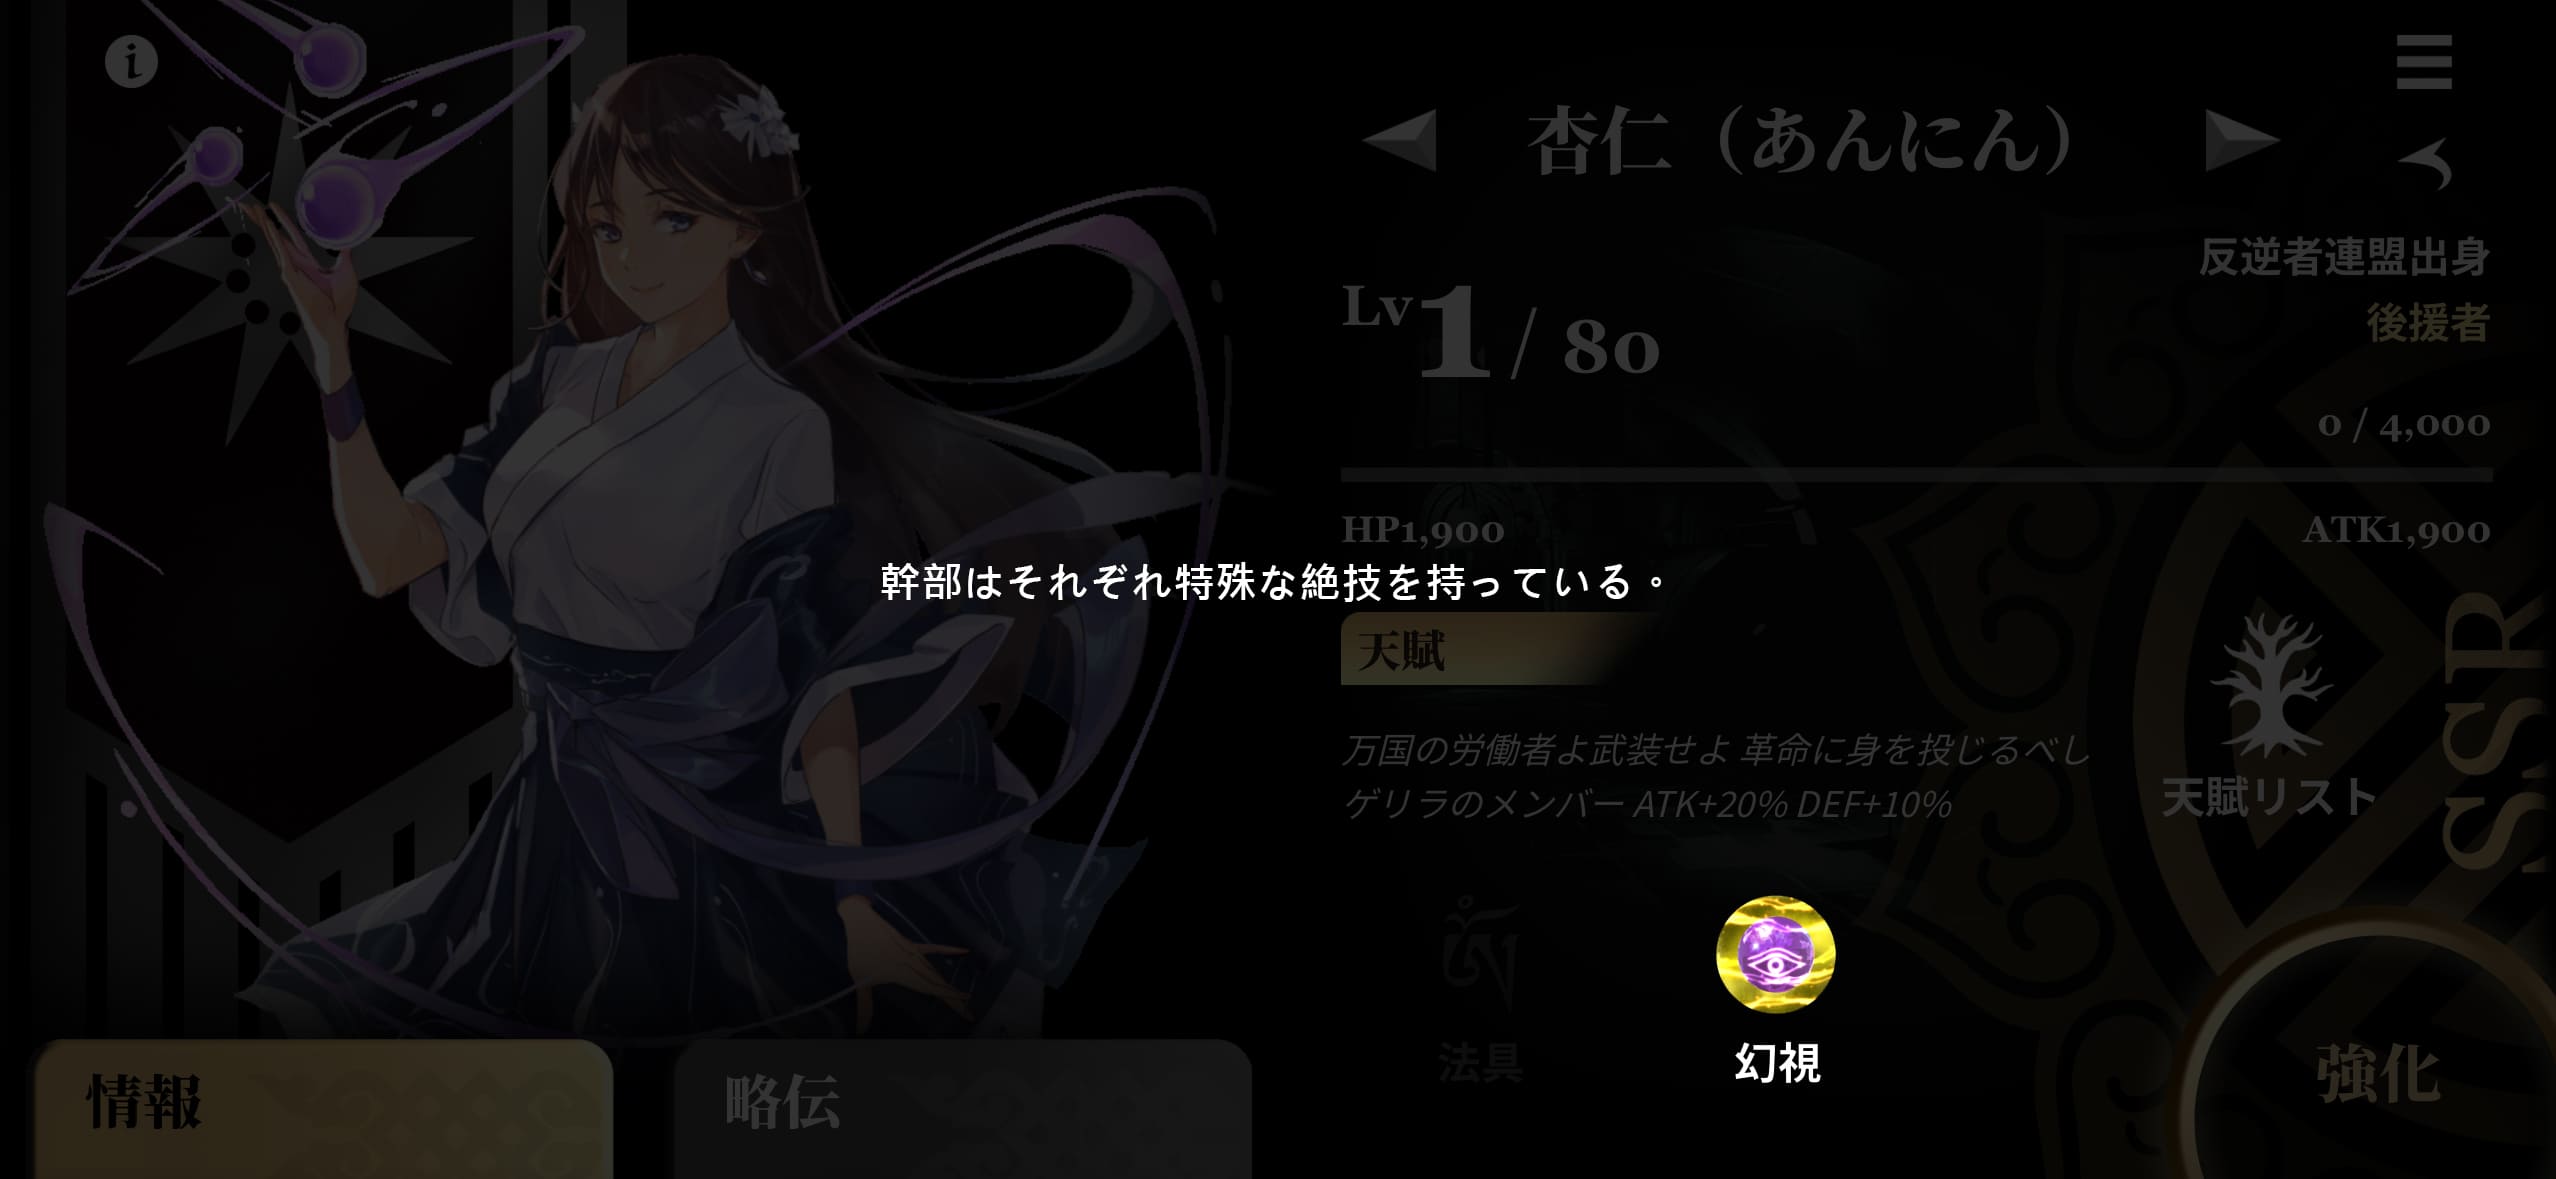 杏仁（あんにん）
反逆者連盟出身
Lv1 / 80
後援者
0 / 4,000
HP1,900
ATK1,900
幹部はそれぞれ特殊な絶技を持っている。
天賦
万国の労働者よ武装せよ 革命に身を投じるべし
ゲリラのメンバー ATK+20% DEF+10%
天賦リスト
SSR
法具
幻視
強化
情報
略伝